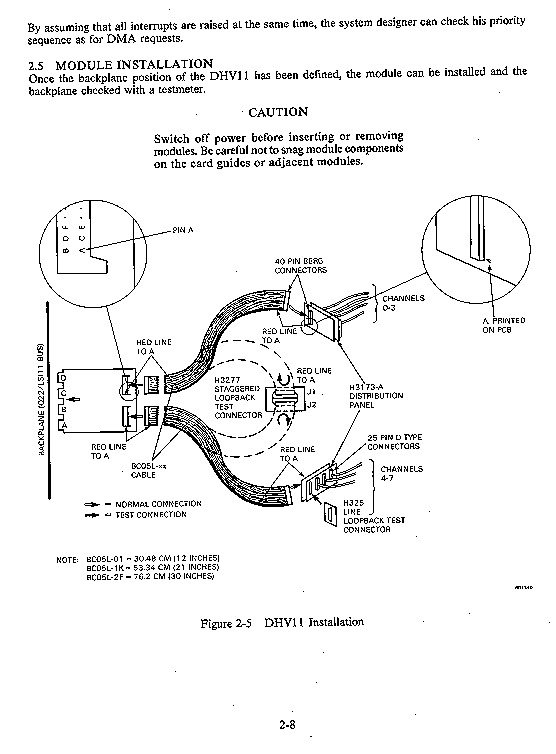 By assuming that all interrupts are raised at the same time, the system designer can check his priority
sequence as for DMA requests.
2.5 MODULE INSTALLATION
Once the backplane position of the DHV11 has been defined, the module can be installed and the
backplane checked with a testmeter.
CAUTION
Switch off power before inserting or removing
modules. Be careful not to snag module components
on the card guides or adjacent modules.
B D F
A C E
PIN A
40 PIN BERG
CONNECTORS
CHANNELS
0-3
A PRINTED
ON PCB
RED LINE
TO A
RED LINE
TO A
BACKPLANE (Q22/LSI11 BUS)
D
C
B
A
H3277
STAGGERED
LOOPBACK
TEST
CONNECTOR
RED LINE
TO A
J1
J2
H3173-A
DISTRIBUTION
PANEL
RED LINE
TO A
BC05L-xx
CABLE
RED LINE
TO A
25 PIN D TYPE
CONNECTORS
CHANNELS
4-7
= NORMAL CONNECTION
= TEST CONNECTION
H325
LINE
LOOPBACK TEST
CONNECTOR
NOTE: BC05L-01 = 30.48 CM (12 INCHES)
BC05L-1K = 53.34 CM (21 INCHES)
BC05L-2F = 76.2 CM (30 INCHES)
Figure 2-5 DHV11 Installation
2-8